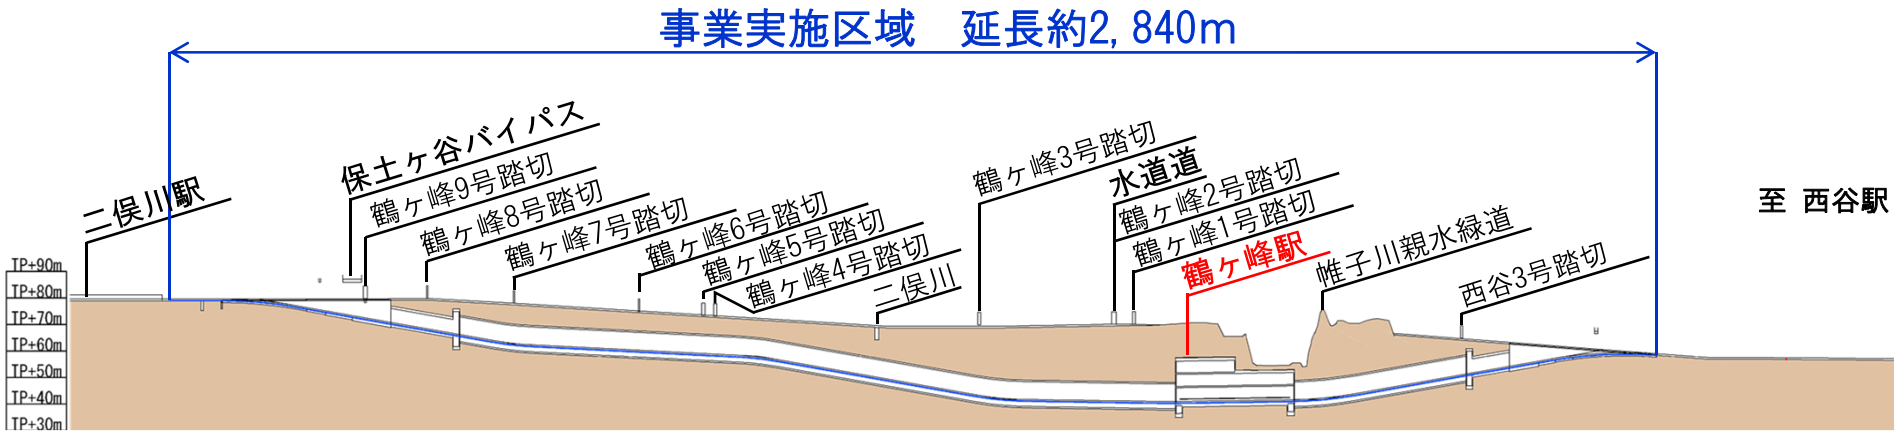 事業実施区域　延長約2,840m
二俣川駅
保土ヶ谷バイパス
鶴ヶ峰9号踏切
鶴ヶ峰8号踏切
鶴ヶ峰7号踏切
鶴ヶ峰6号踏切
鶴ヶ峰5号踏切
鶴ヶ峰4号踏切
二俣川
鶴ヶ峰3号踏切
水道道
鶴ヶ峰2号踏切
鶴ヶ峰1号踏切
鶴ヶ峰駅
帷子川親水緑道
西谷3号踏切
至 西谷駅
TP+90m
TP+80m
TP+70m
TP+60m
TP+50m
TP+40m
TP+30m